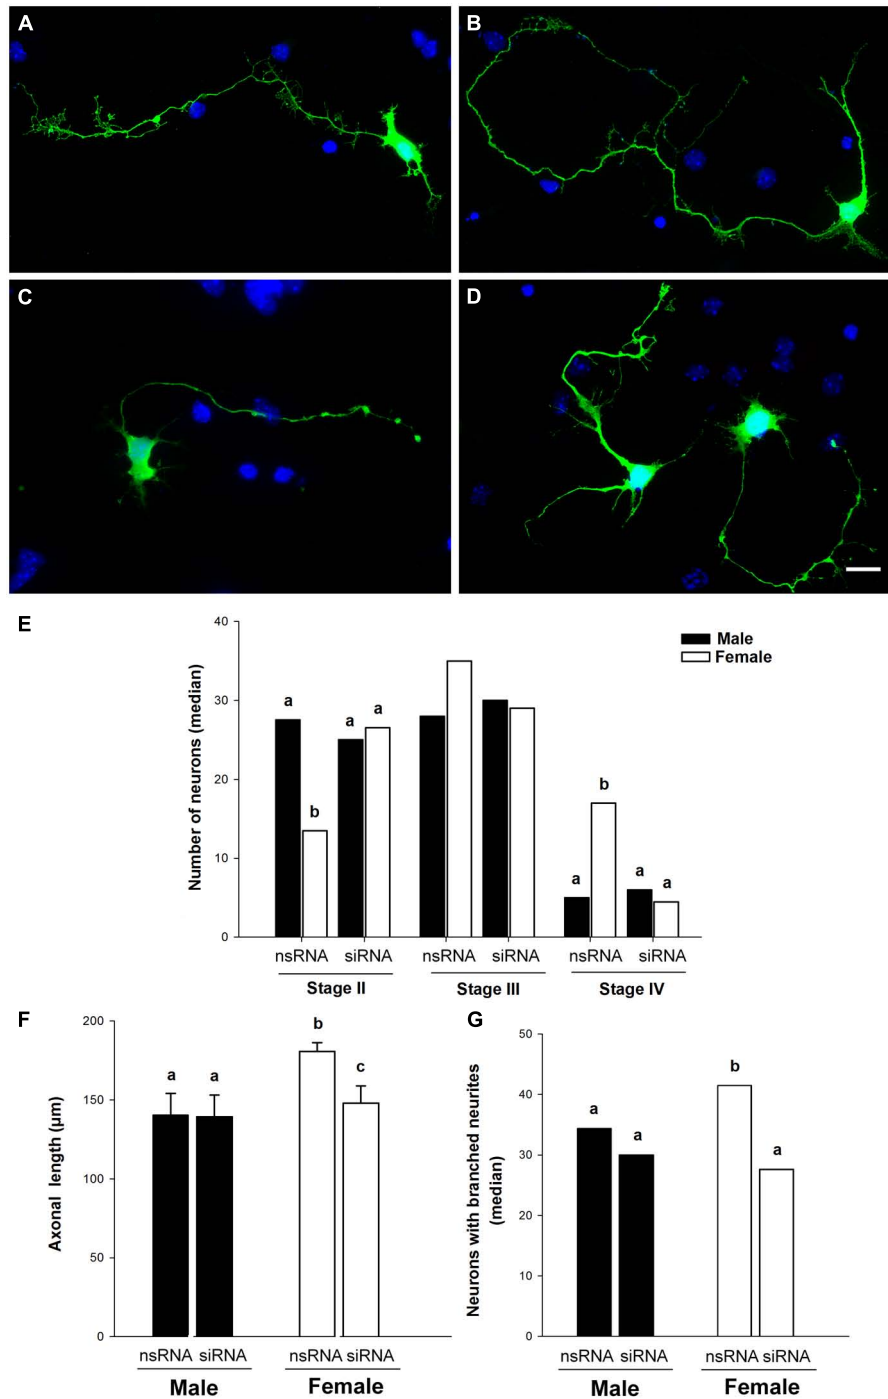 A
B
C
D
E
Number of neurons (median)
40
30
20
10
0
Male
Female
a
b
a
a
a
b
a
a
nsRNA
siRNA
nsRNA
siRNA
nsRNA
siRNA
Stage II
Stage III
Stage IV
F
Axonal length (µm)
200
150
100
50
0
a
a
b
c
nsRNA siRNA
nsRNA siRNA
Male
Female
G
Neurons with branched neurites
(median)
50
40
30
20
10
0
a
a
b
a
nsRNA siRNA
nsRNA siRNA
Male
Female